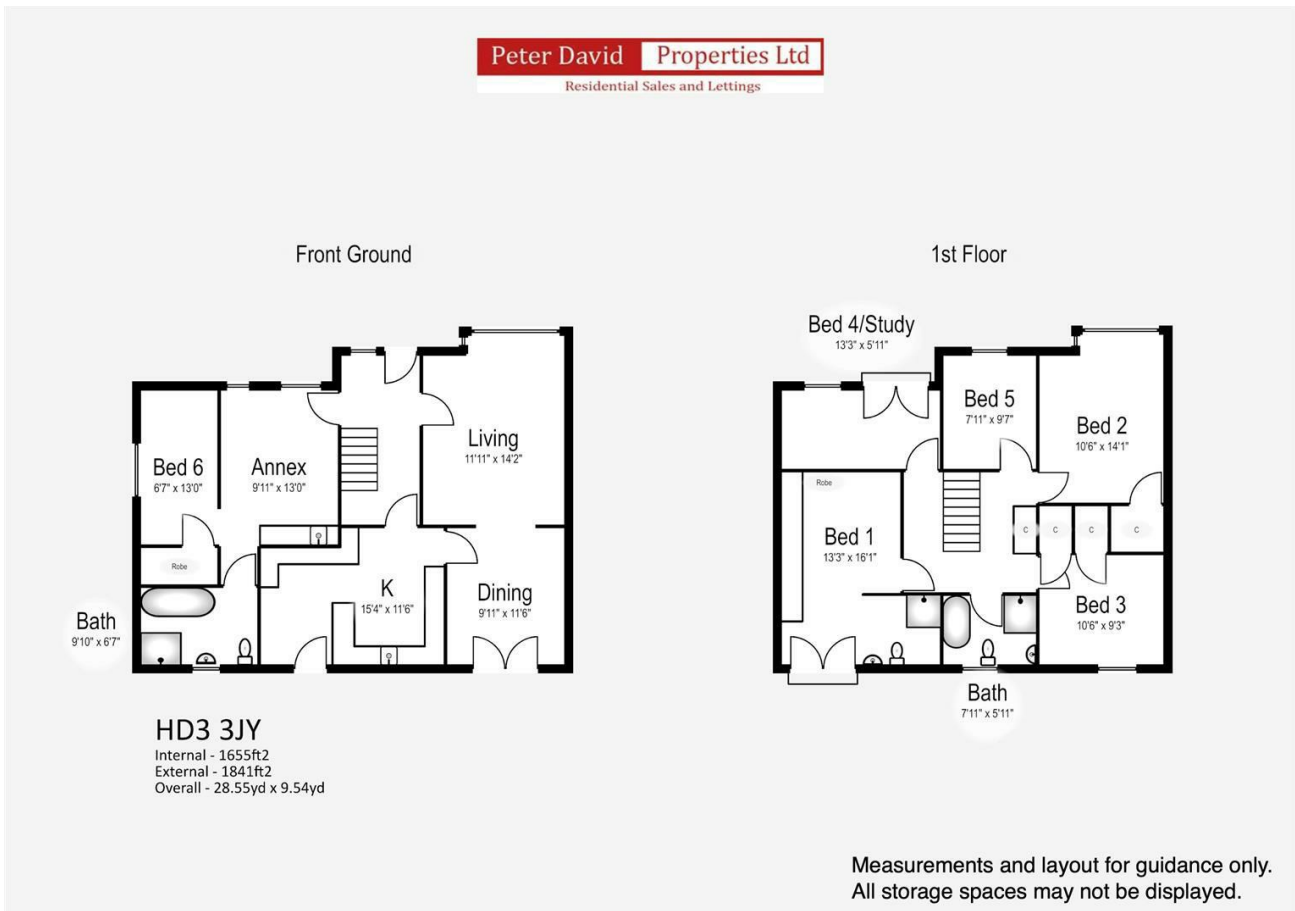 Peter David Properties Ltd
Residential Sales and Lettings
Front Ground
Bed 6
6'7" x 13'0"
Annex
9'11" x 13'0"
Living
11'11" x 14'2"
Robe
K
15'4" x 11'6"
Dining
9'11" x 11'6"
Bath
9'10" x 6'7"
1st Floor
Bed 4/Study
13'3" x 5'11"
Bed 5
7'11" x 9'7"
Bed 2
10'6" x 14'1"
Robe
Bed 1
13'3" x 16'1"
C
C
C
C
Bed 3
10'6" x 9'3"
Bath
7'11" x 5'11"
HD3 3JY
Internal - 1655ft2
External - 1841ft2
Overall - 28.55yd x 9.54yd
Measurements and layout for guidance only.
All storage spaces may not be displayed.